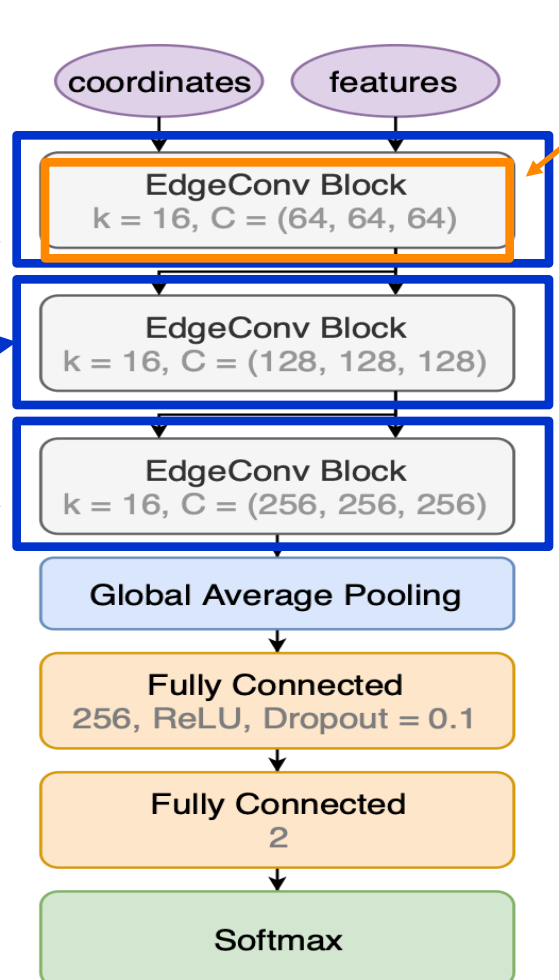 coordinates features
EdgeConv Block
k = 16, C = (64, 64, 64)
EdgeConv Block
k = 16, C = (128, 128, 128)
EdgeConv Block
k = 16, C = (256, 256, 256)
Global Average Pooling
Fully Connected
256, ReLU, Dropout = 0.1
Fully Connected
2
Softmax